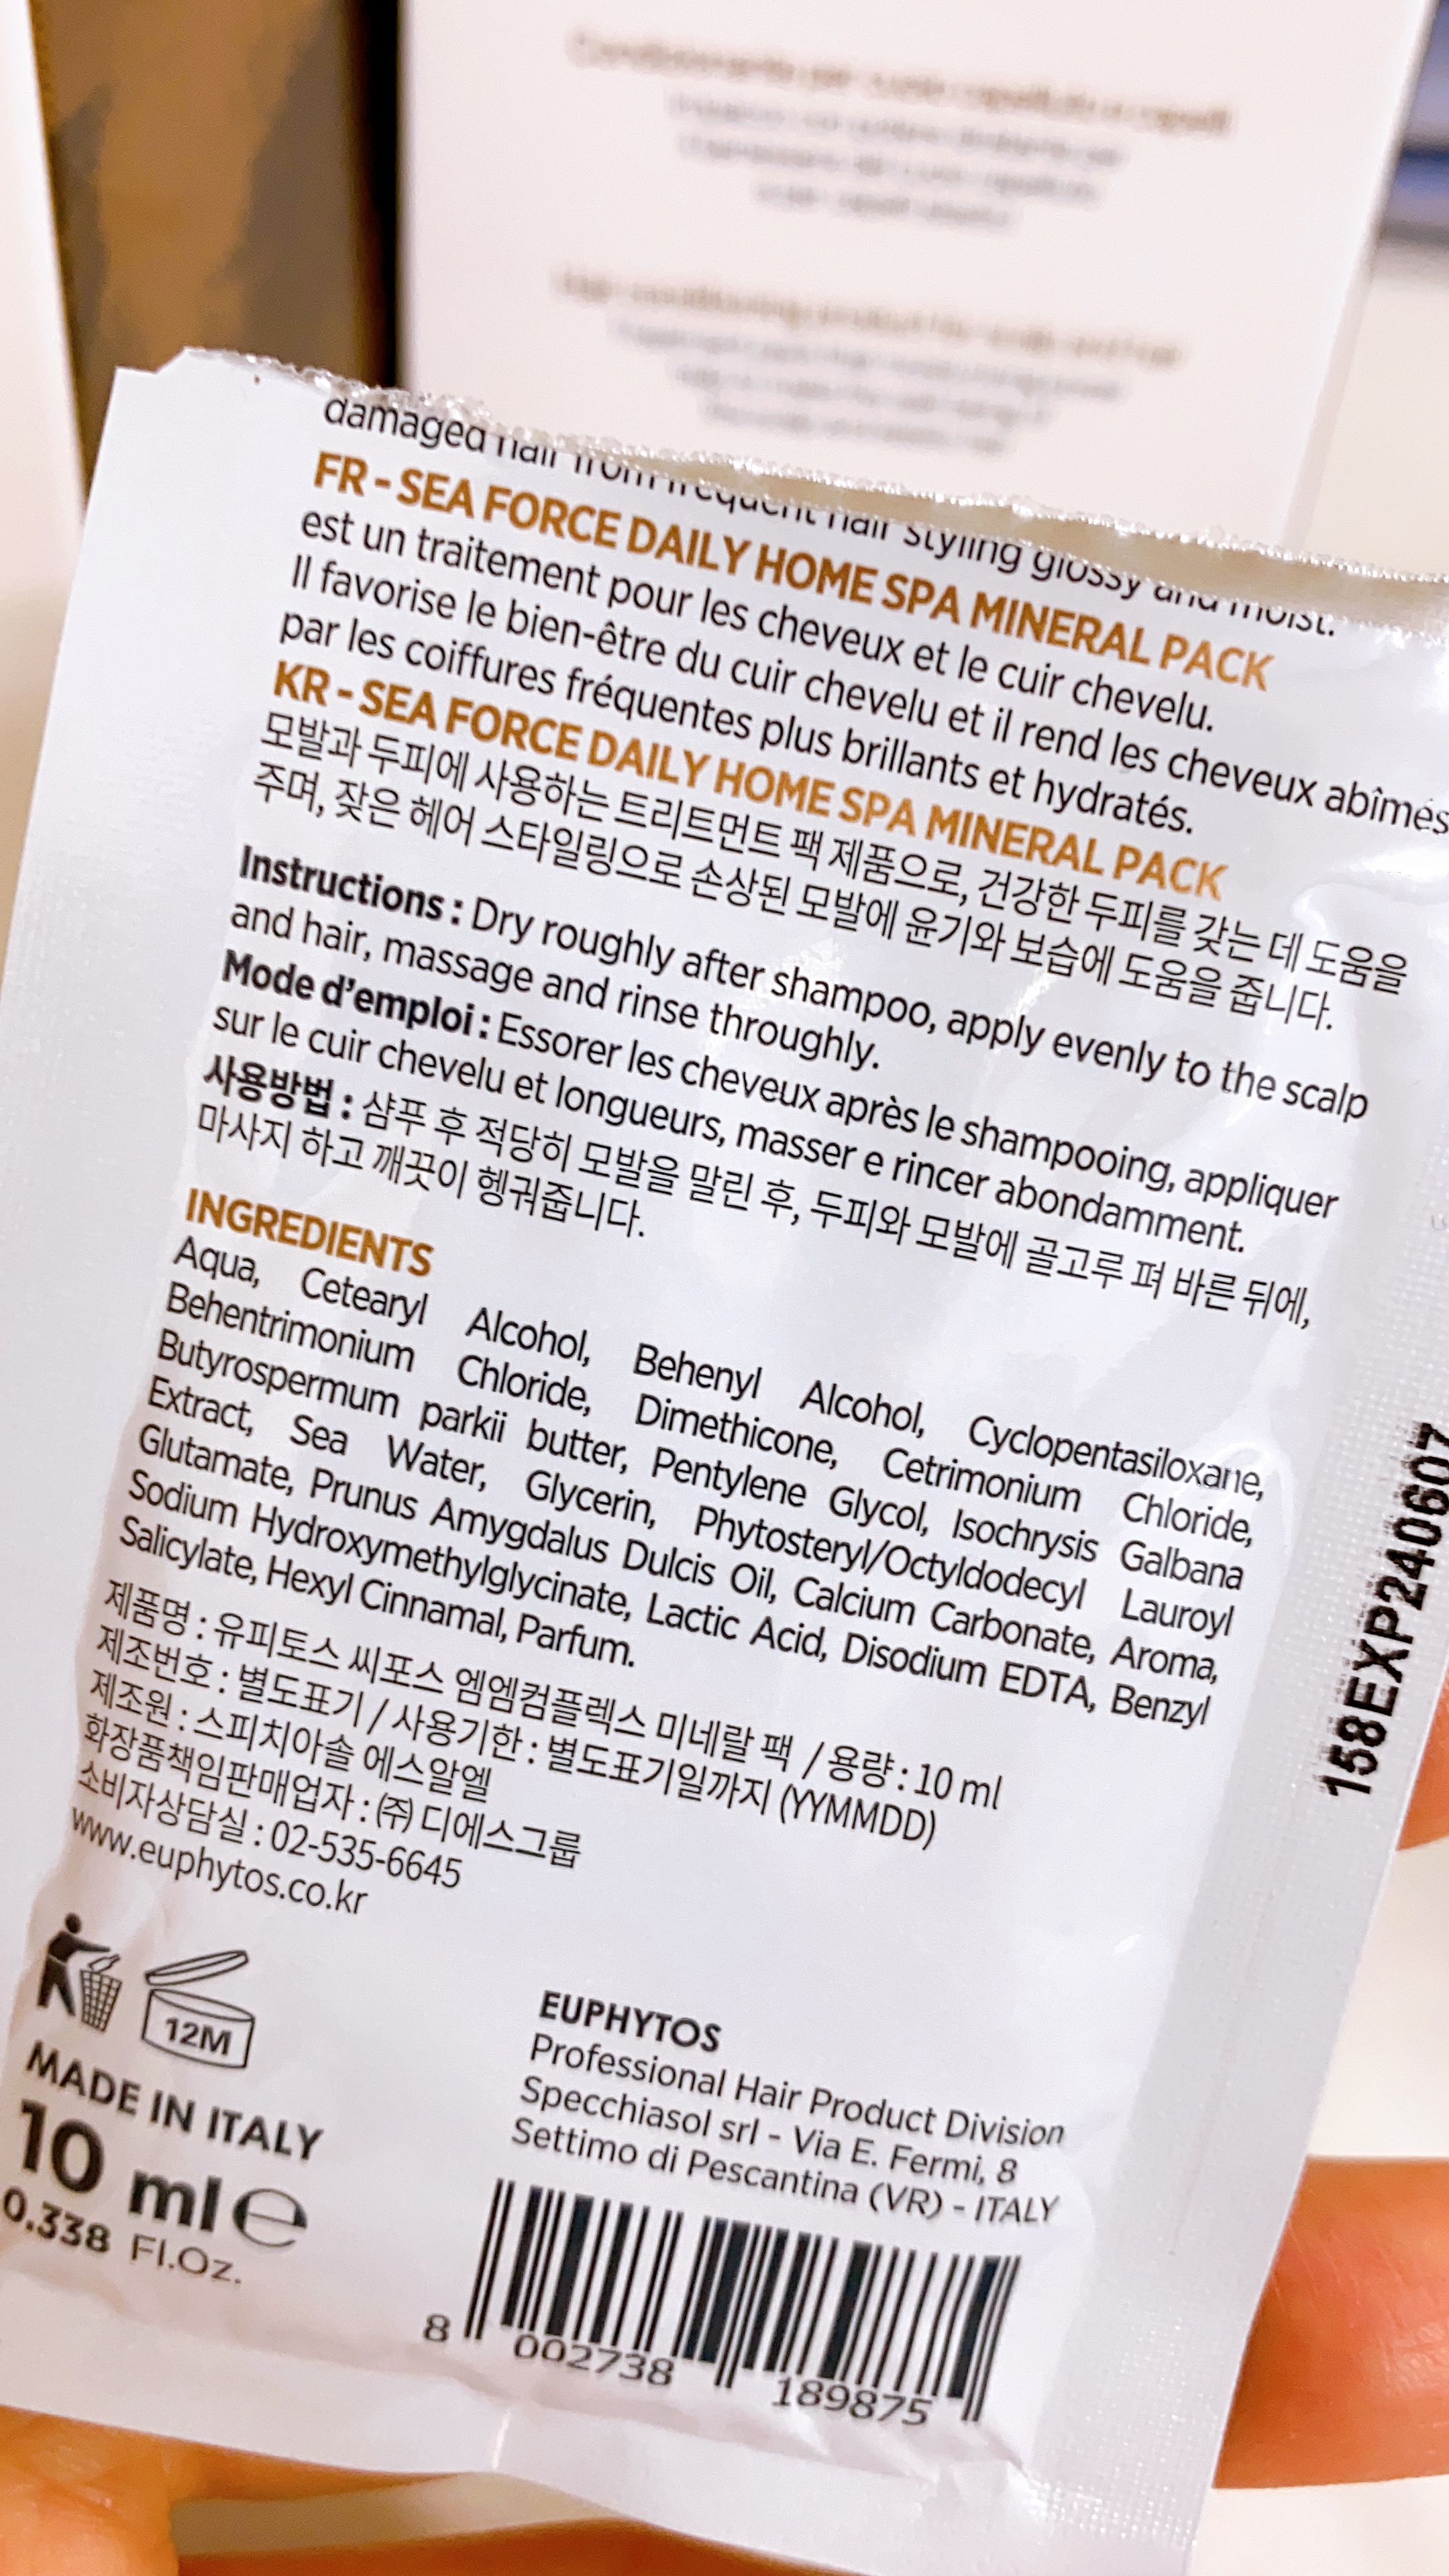 damaged hair from frequent hair styling glossy and moist.
FR - SEA FORCE DAILY HOME SPA MINERAL PACK
est un traitement pour les cheveux et le cuir chevelu.
Il favorise le bien-être du cuir chevelu et il rend les cheveux abîmés
par les coiffures fréquentes plus brillants et hydratés.
KR - SEA FORCE DAILY HOME SPA MINERAL PACK
모발과 두피에 사용하는 트리트먼트 팩 제품으로, 건강한 두피를 갖는 데 도움을
주며, 잦은 헤어 스타일링으로 손상된 모발에 윤기와 보습에 도움을 줍니다.
Instructions : Dry roughly after shampoo, apply evenly to the scalp
and hair, massage and rinse throughly.
Mode d’emploi : Essorer les cheveux après le shampooing, appliquer
sur le cuir chevelu et longueurs, masser e rincer abondamment.
사용방법 : 샴푸 후 적당히 모발을 말린 후, 두피와 모발에 골고루 펴 바른 뒤에,
마사지 하고 깨끗이 헹궈줍니다.
INGREDIENTS
Aqua, Cetearyl Alcohol, Behenyl Alcohol, Cyclopentasiloxane,
Behentrimonium Chloride, Dimethicone, Cetrimonium Chloride,
Butyrospermum parkii butter, Pentylene Glycol, Isochrysis Galbana
Extract, Sea Water, Glycerin, Phytosteryl/Octyldodecyl Lauroyl
Glutamate, Prunus Amygdalus Dulcis Oil, Calcium Carbonate, Aroma,
Sodium Hydroxymethylglycinate, Lactic Acid, Disodium EDTA, Benzyl
Salicylate, Hexyl Cinnamal, Parfum.
제품명 : 유피토스 씨포스 엠엠컴플렉스 미네랄 팩 / 용량 : 10 ml
제조번호 : 별도표기 / 사용기한 : 별도표기일까지 (YYMMDD)
제조원 : 스피치아솔 에스알엘
화장품책임판매업자 : ㈜ 디에스그룹
소비자상담실 : 02-535-6645
www.euphytos.co.kr
158EXP240607
12M
MADE IN ITALY
10 ml e
0.338 Fl.Oz.
EUPHYTOS
Professional Hair Product Division
Specchiasol srl - Via E. Fermi, 8
Settimo di Pescantina (VR) - ITALY
8 002738 189875